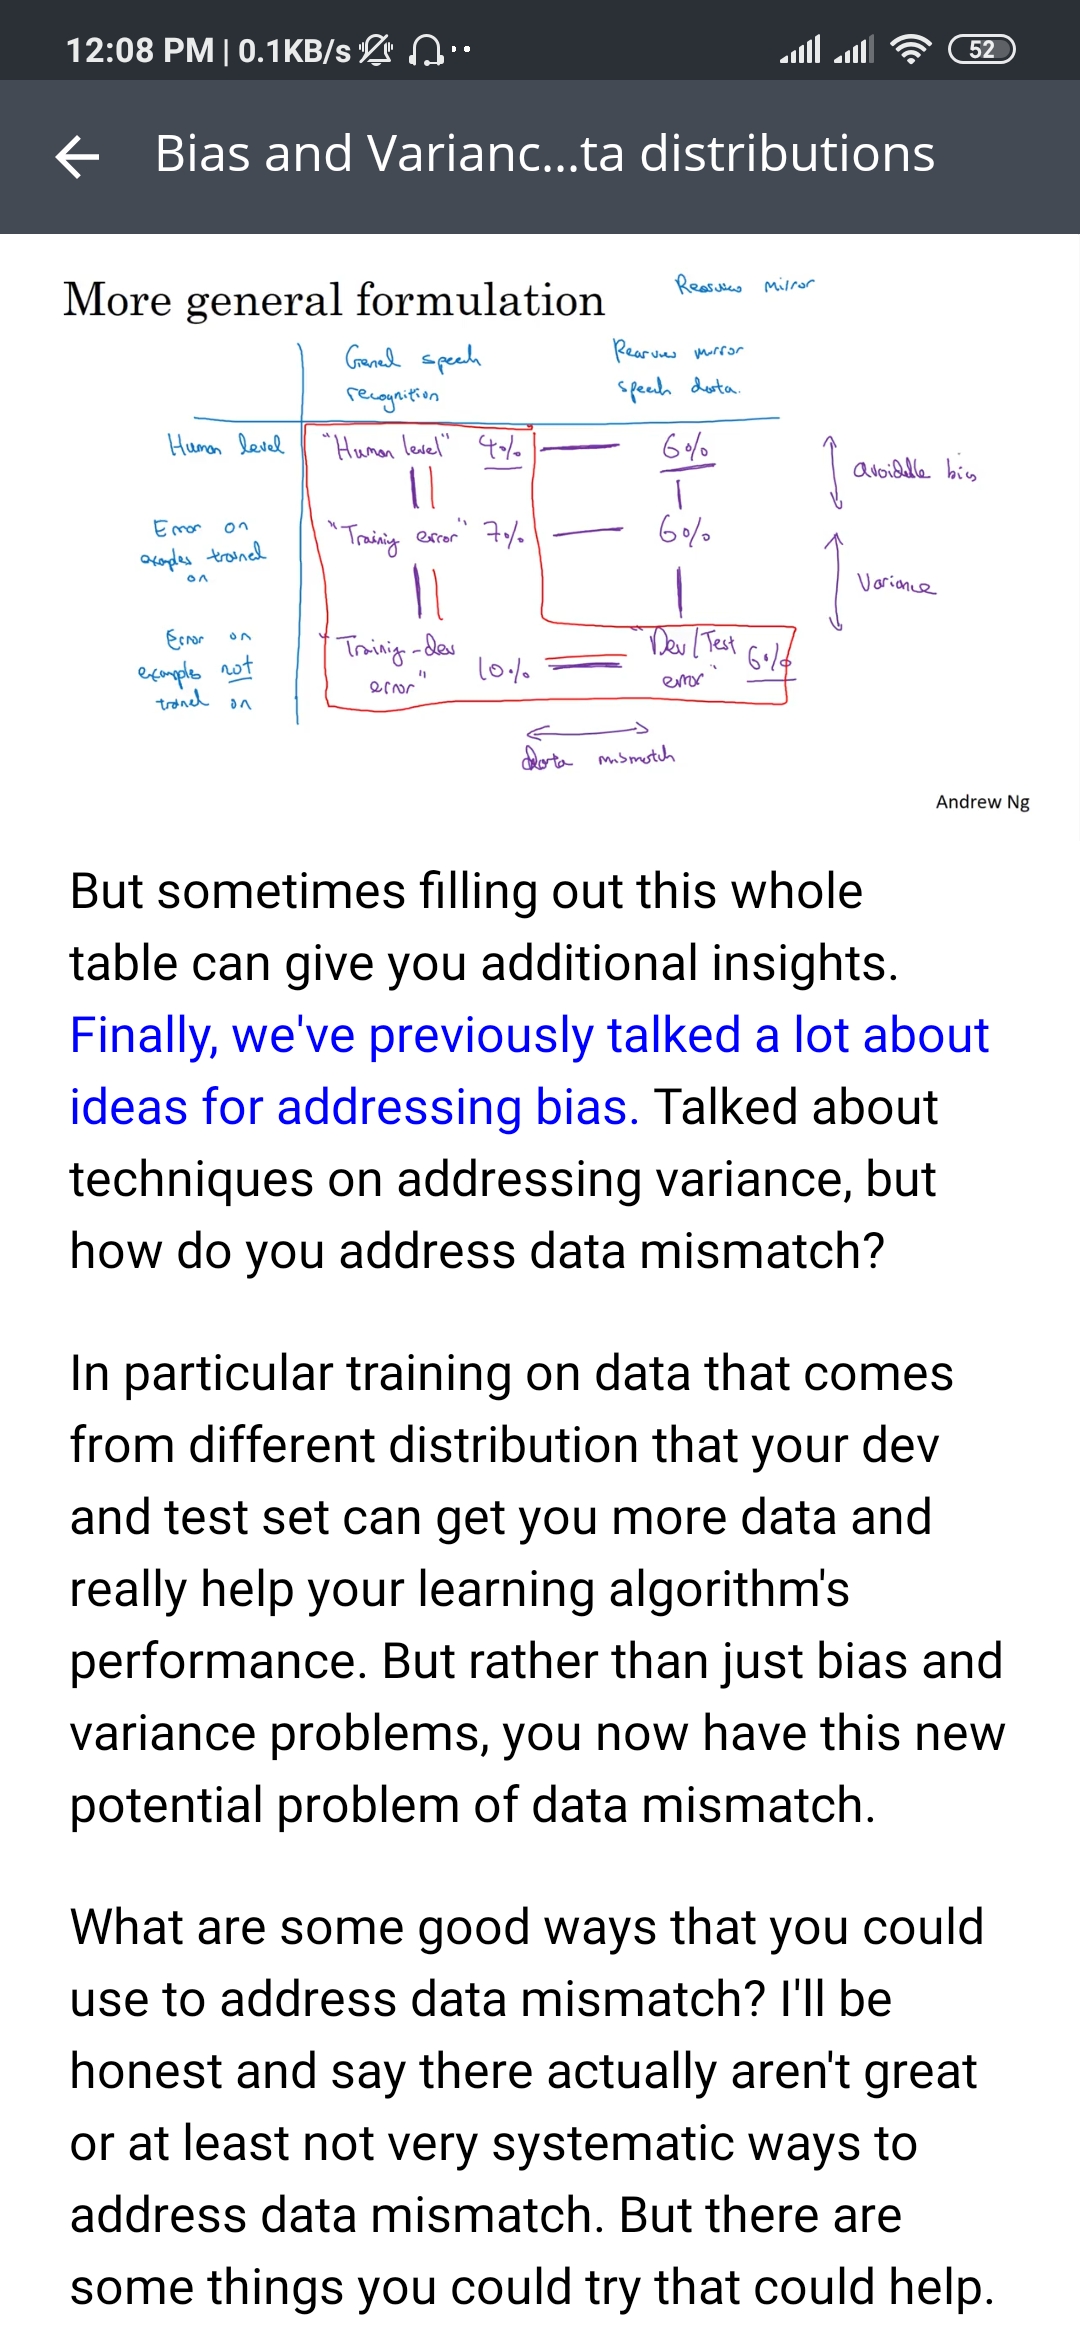 12:08 PM | 0.1KB/s
52
Bias and Varianc...ta distributions
More general formulation
Rearview mirror
General speech
recognition
Rearview mirror
speech data.
Human level
"Human level" 4%
6%
avoidable bias
Error on
examples trained
on
"Training error" 7%
6%
Variance
Error on
examples not
trained on
Training-dev
error"
10%
"Dev/Test
error"
6%
Data mismatch
Andrew Ng
But sometimes filling out this whole
table can give you additional insights.
Finally, we've previously talked a lot about
ideas for addressing bias. Talked about
techniques on addressing variance, but
how do you address data mismatch?
In particular training on data that comes
from different distribution that your dev
and test set can get you more data and
really help your learning algorithm's
performance. But rather than just bias and
variance problems, you now have this new
potential problem of data mismatch.
What are some good ways that you could
use to address data mismatch? I'll be
honest and say there actually aren't great
or at least not very systematic ways to
address data mismatch. But there are
some things you could try that could help.